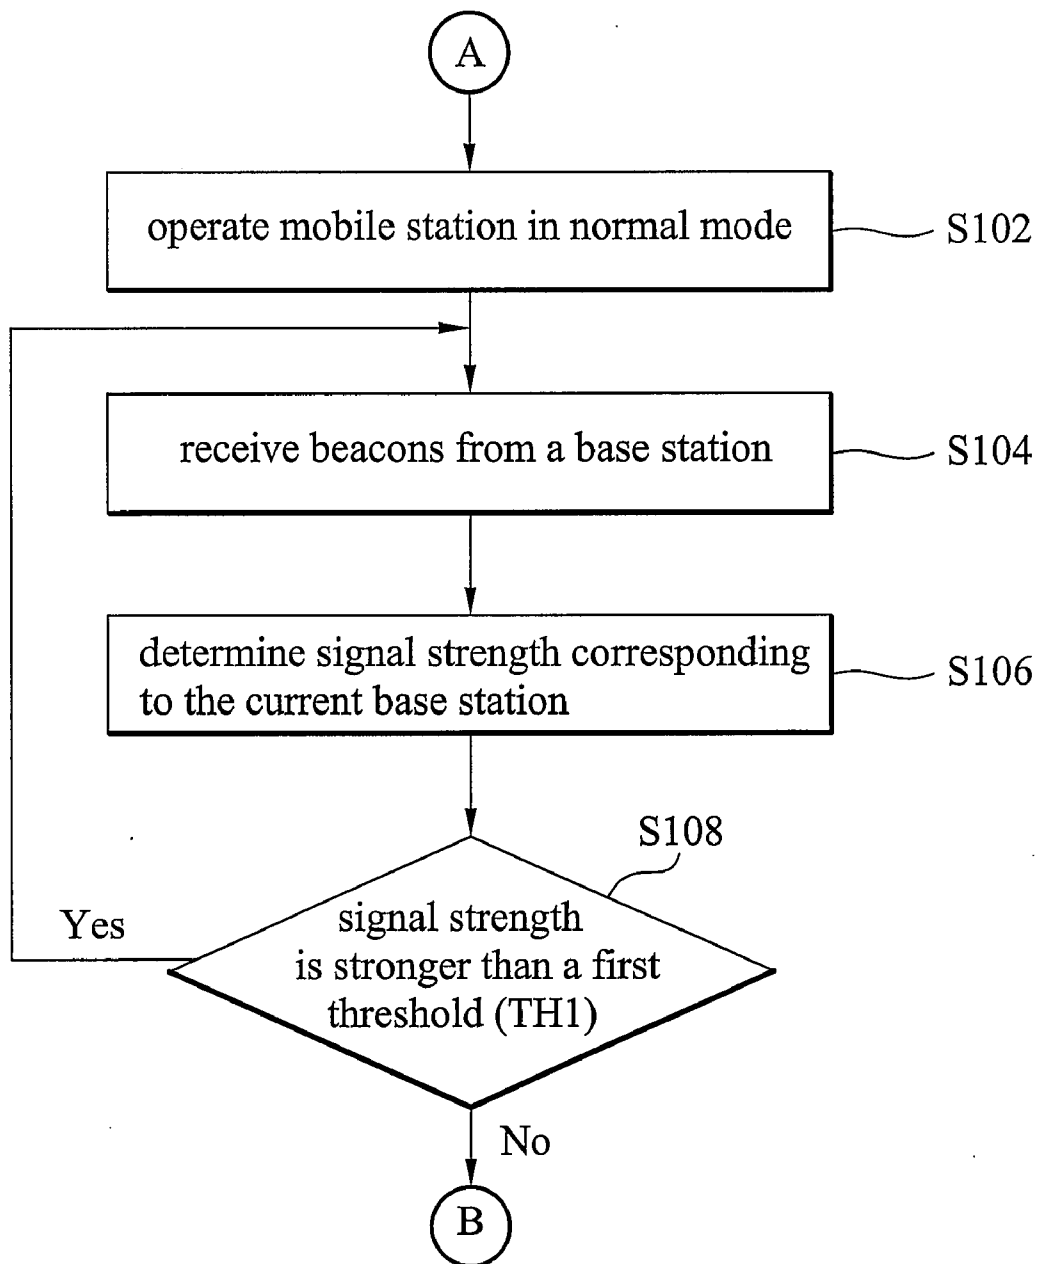 A
operate mobile station in normal mode
S102
receive beacons from a base station
S104
determine signal strength corresponding
to the current base station
S106
S108
signal strength
is stronger than a first
threshold (TH1)
Yes
No
B